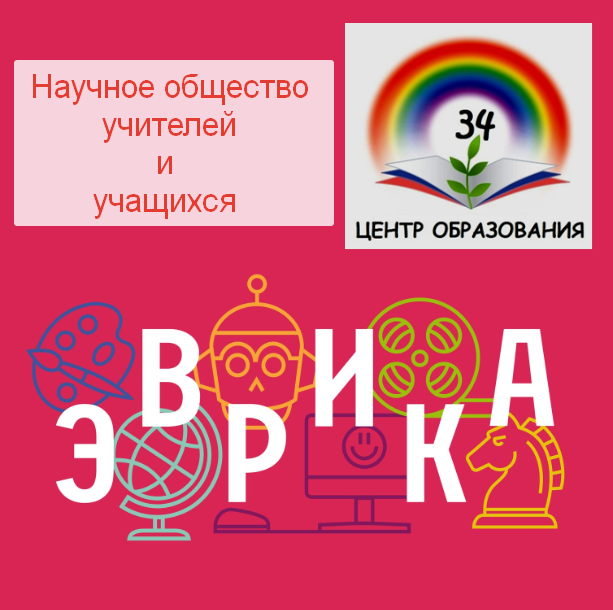 Научное общество
учителей
и
учащихся
34
ЦЕНТР ОБРАЗОВАНИЯ
ЭВРИКА